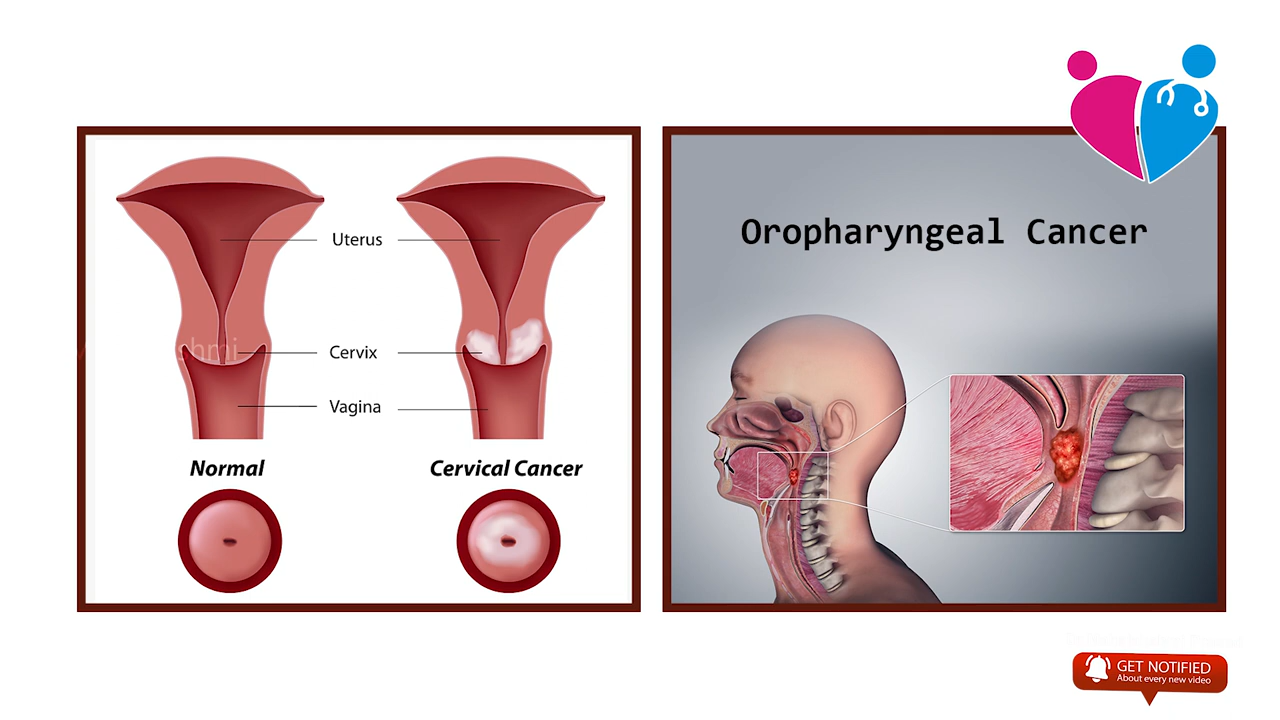 Uterus
Cervix
Vagina
Normal
Cervical Cancer
Oropharyngeal Cancer
GET NOTIFIED
About every new video